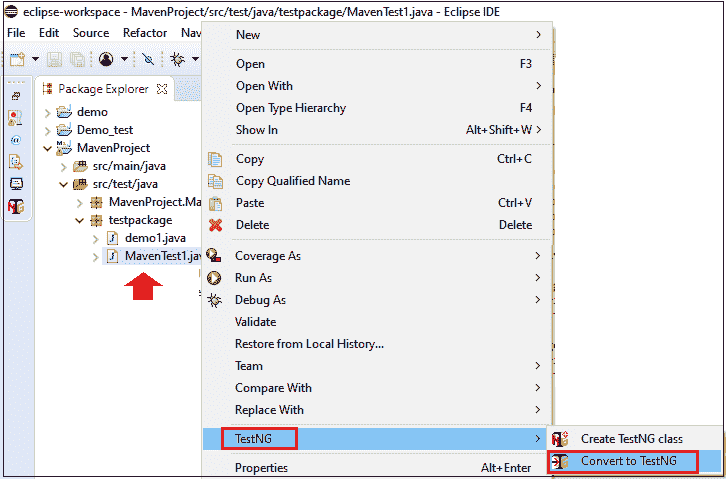 eclipse-workspace - MavenProject/src/test/java/testpackage/MavenTest1.java - Eclipse IDE
File Edit Source Refactor Nav
Package Explorer
demo
Demo_test
MavenProject
src/main/java
src/test/java
MavenProject.Ma
testpackage
demo1.java
MavenTest1.jav
New
Open F3
Open With
Open Type Hierarchy F4
Show In Alt+Shift+W
Copy Ctrl+C
Copy Qualified Name
Paste Ctrl+V
Delete Delete
Coverage As
Run As
Debug As
Validate
Restore from Local History...
Team
Compare With
Replace With
TestNG
Properties Alt+Enter
Create TestNG class
Convert to TestNG